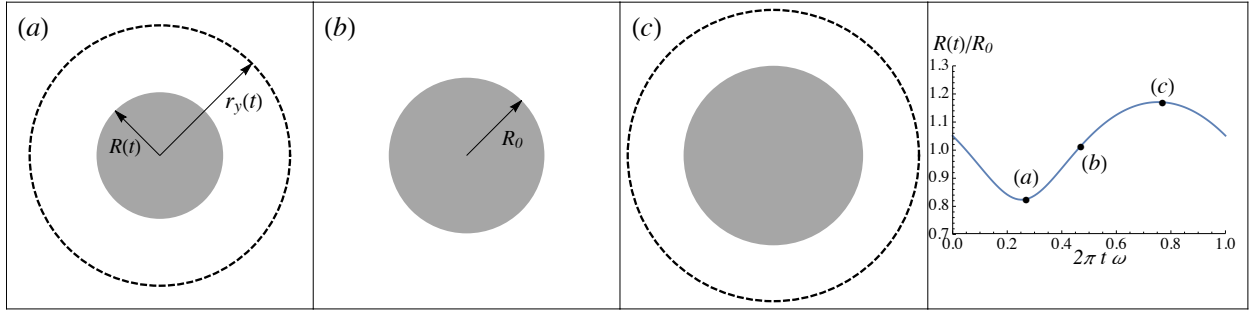 (a)
R(t)
r_y(t)
(b)
R_0
(c)
R(t)/R_0
1.3
1.2
1.1
1.0
0.9
0.8
0.7
(a)
(b)
(c)
0.0 0.2 0.4 0.6 0.8 1.0
2π t ω